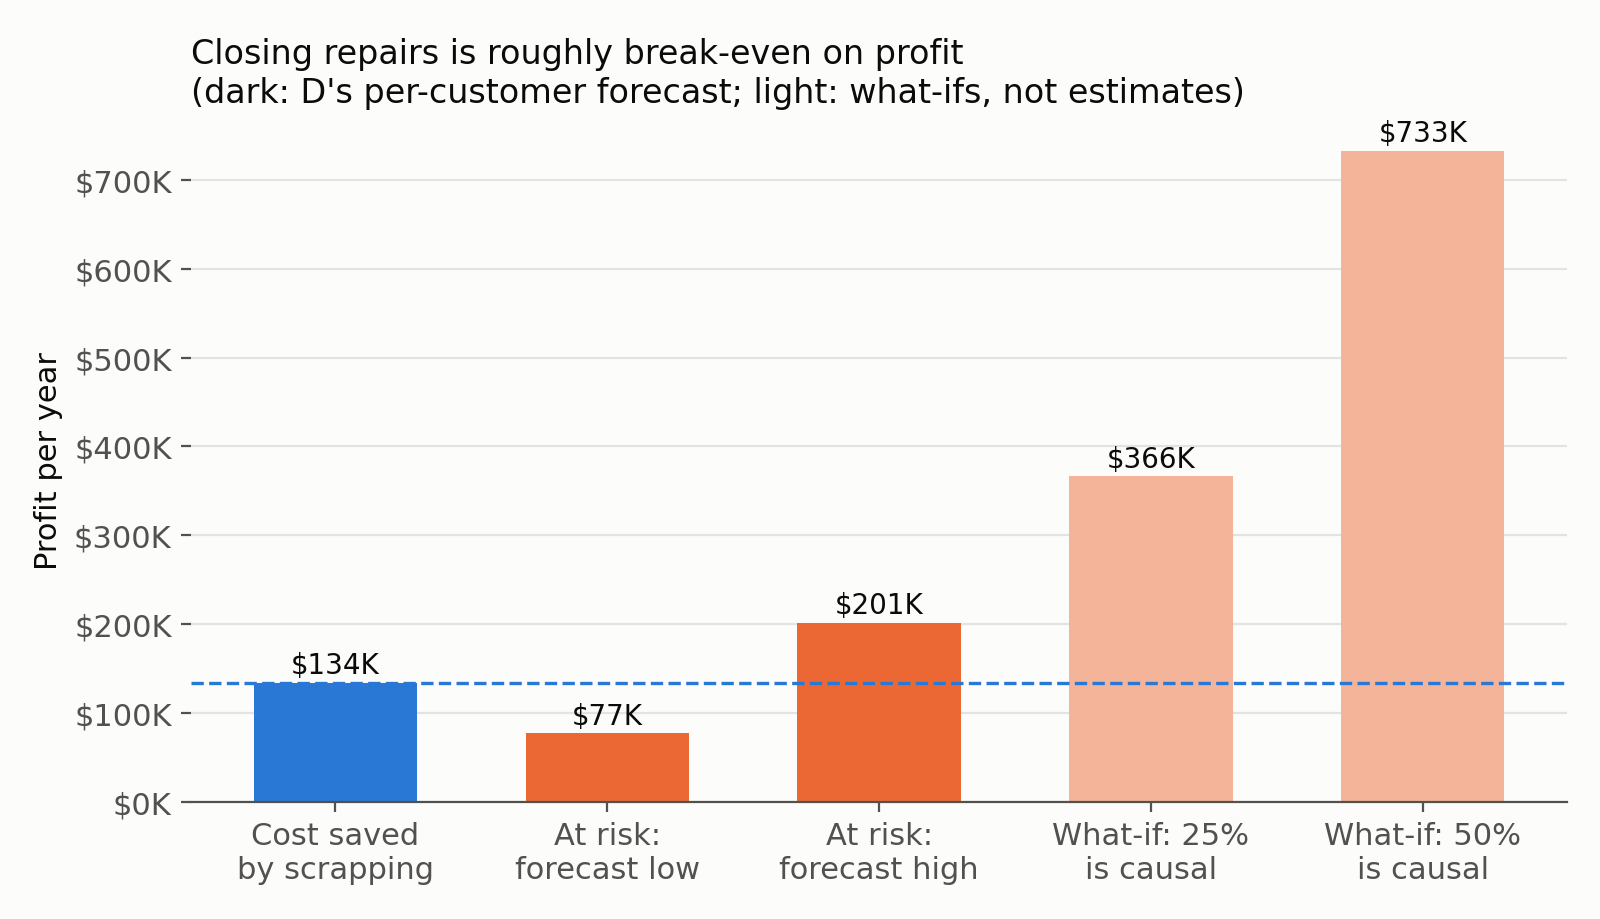 Closing repairs is roughly break-even on profit
(dark: D's per-customer forecast; light: what-ifs, not estimates)
Profit per year
$700K
$600K
$500K
$400K
$300K
$200K
$100K
$0K
$134K
$77K
$201K
$366K
$733K
Cost saved
by scrapping
At risk:
forecast low
At risk:
forecast high
What-if: 25%
is causal
What-if: 50%
is causal